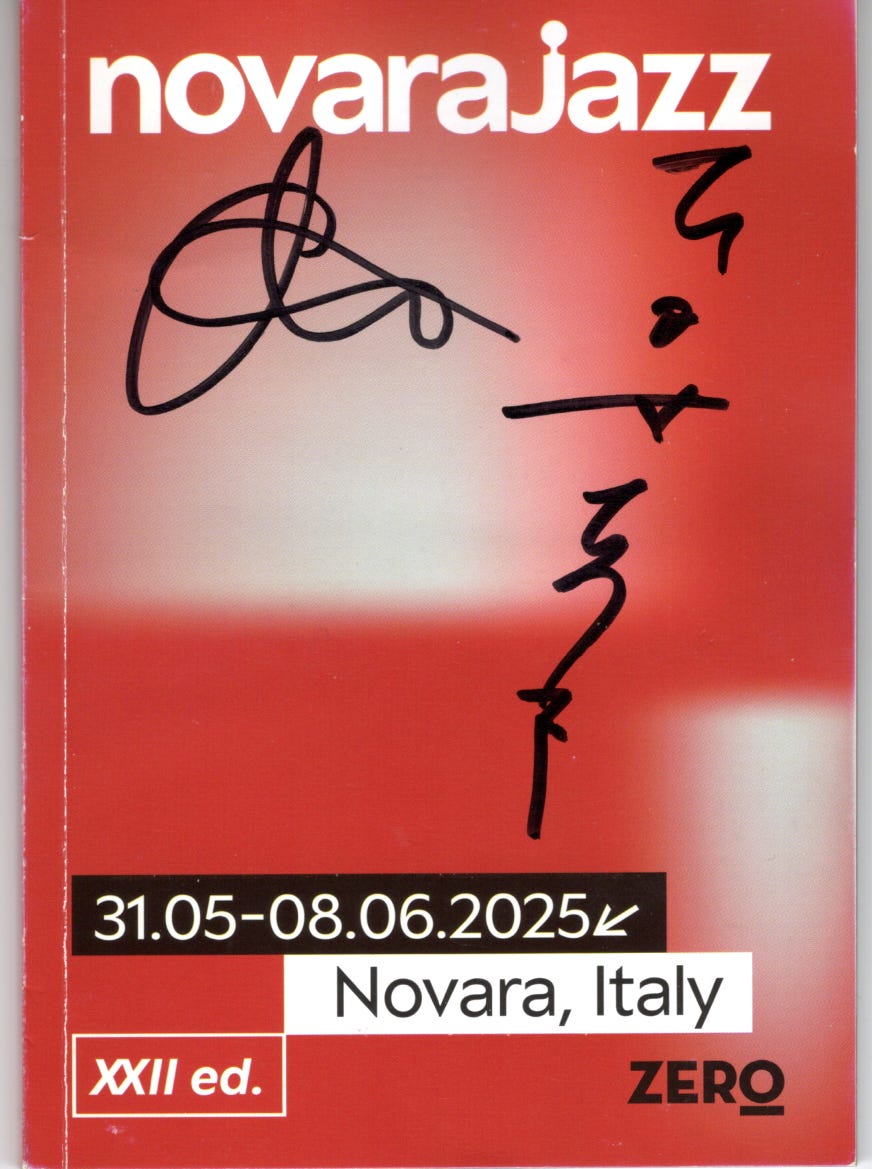 novarajazz
31.05-08.06.2025↙
Novara, Italy
XXII ed.
ZERO